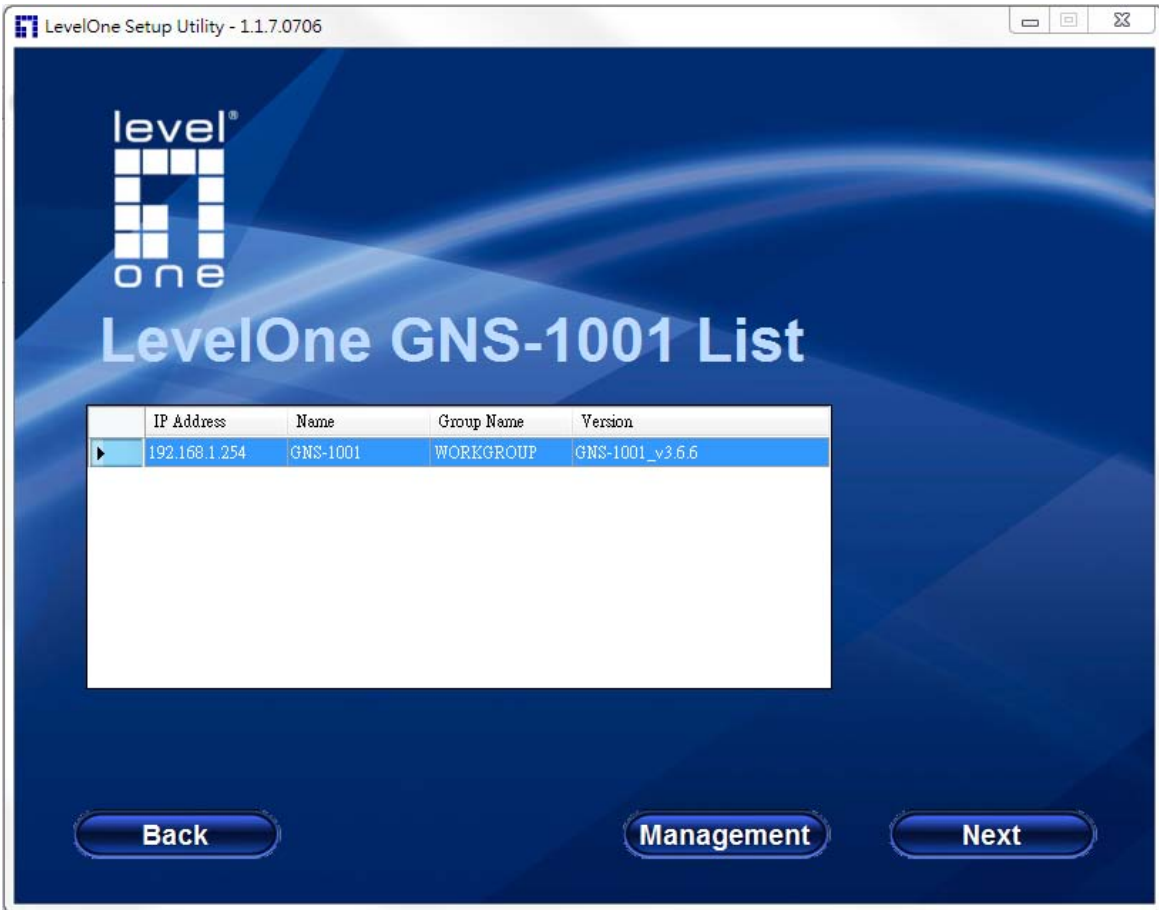 LevelOne Setup Utility - 1.1.7.0706
level®
one
LevelOne GNS-1001 List
IP Address Name Group Name Version
192.168.1.254 GNS-1001 WORKGROUP GNS-1001_v3.6.6
Back Management Next